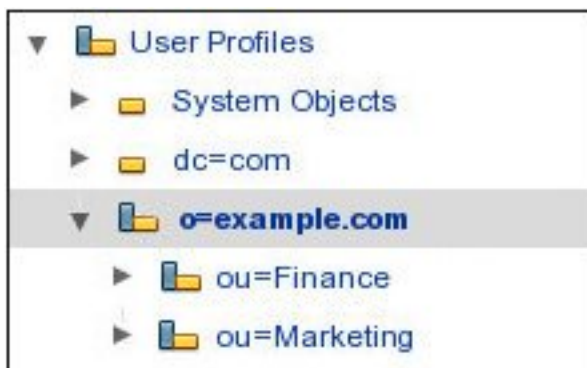 User Profiles
System Objects
dc=com
o=example.com
ou=Finance
ou=Marketing